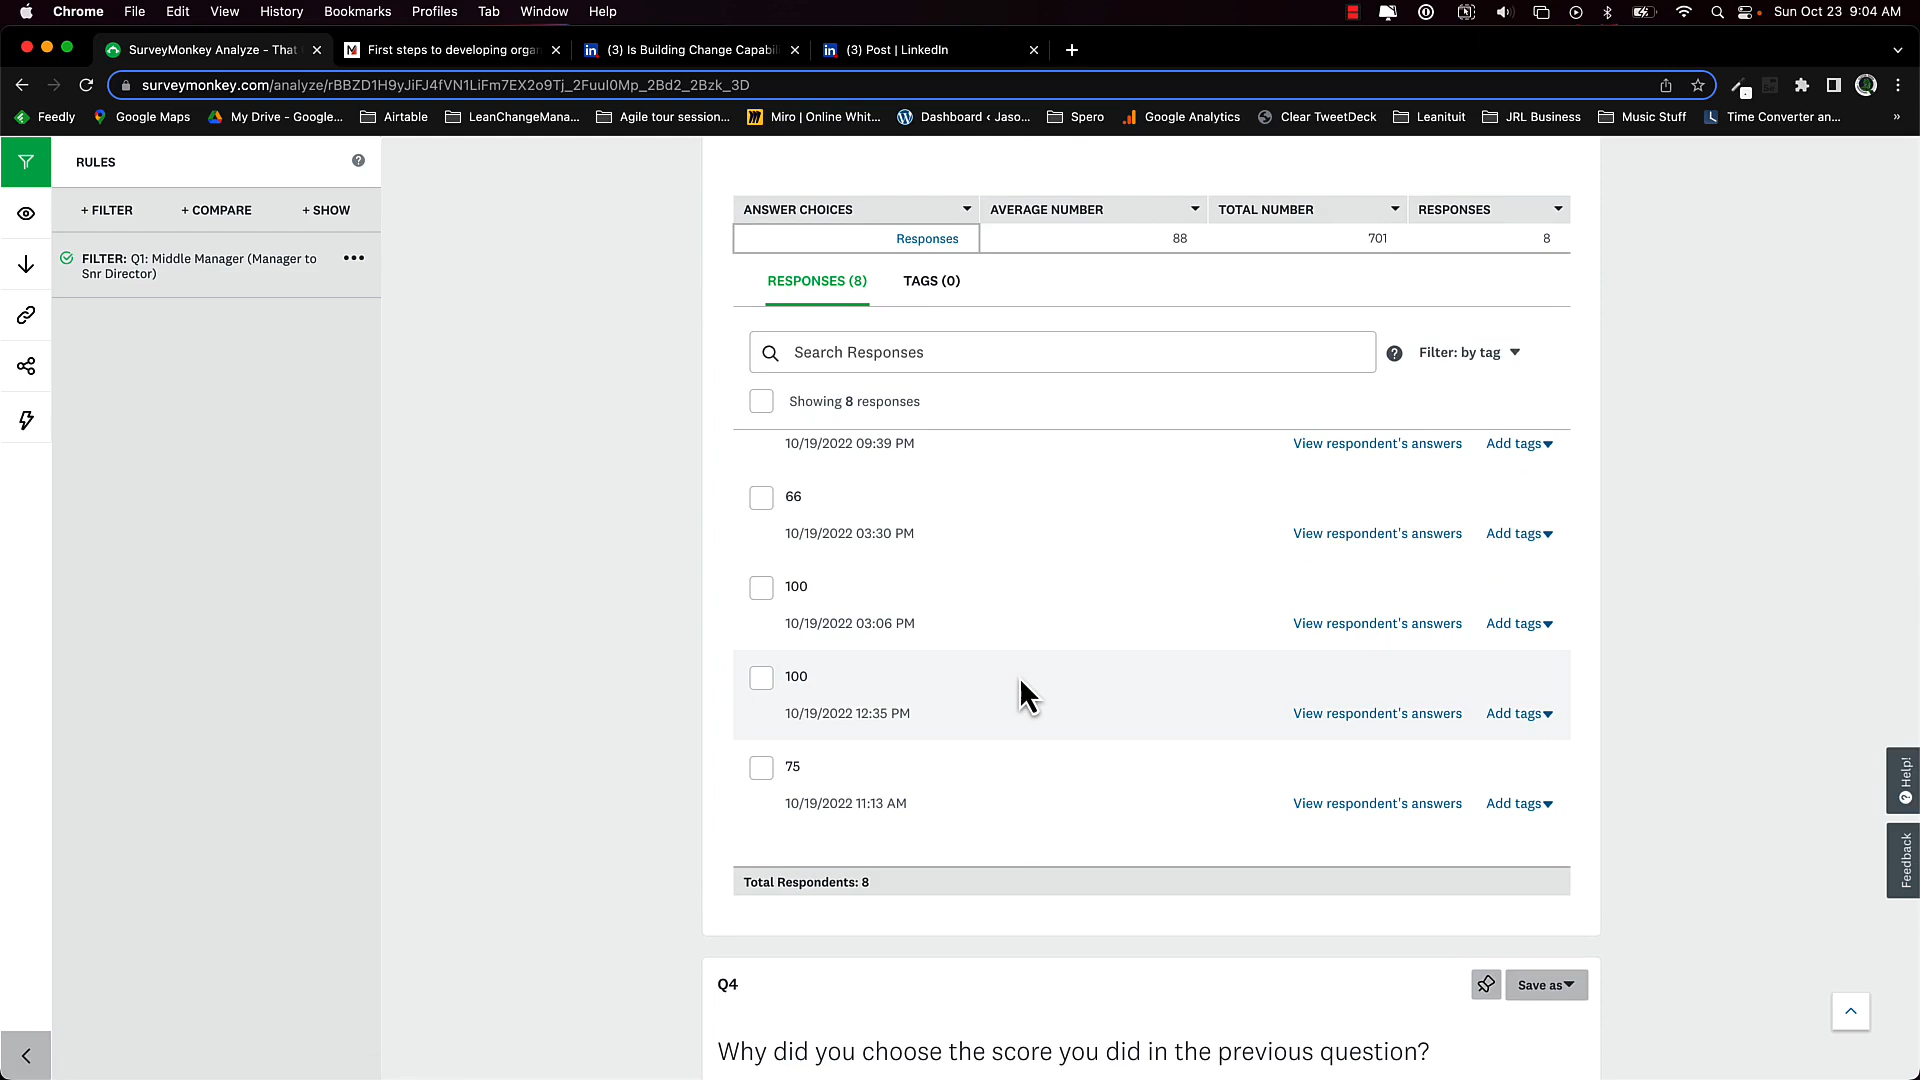 Chrome File Edit View History Bookmarks Profiles Tab Window Help Sun Oct 23 9:04 AM
SurveyMonkey Analyze - That First steps to developing orga (3) Is Building Change Capabili (3) Post | LinkedIn
surveymonkey.com/analyze/rBBZD1H9yJiFJ4fVN1LiFm7EX2o9Tj_2FuuI0Mp_2Bd2_2Bzk_3D
Feedly Google Maps My Drive - Google... Airtable LeanChangeMana... Agile tour session... Miro | Online Whit... Dashboard ‹ Jaso... Spero Google Analytics Clear TweetDeck Leanituit JRL Business Music Stuff Time Converter an... »
RULES
+ FILTER + COMPARE + SHOW
FILTER: Q1: Middle Manager (Manager to
Snr Director)
ANSWER CHOICES AVERAGE NUMBER TOTAL NUMBER RESPONSES
Responses 88 701 8
RESPONSES (8) TAGS (0)
Search Responses Filter: by tag
Showing 8 responses
10/19/2022 09:39 PM View respondent's answers Add tags
66
10/19/2022 03:30 PM View respondent's answers Add tags
100
10/19/2022 03:06 PM View respondent's answers Add tags
100
10/19/2022 12:35 PM View respondent's answers Add tags
75
10/19/2022 11:13 AM View respondent's answers Add tags
Total Respondents: 8
Help!
Feedback
Q4 Save as
Why did you choose the score you did in the previous question?